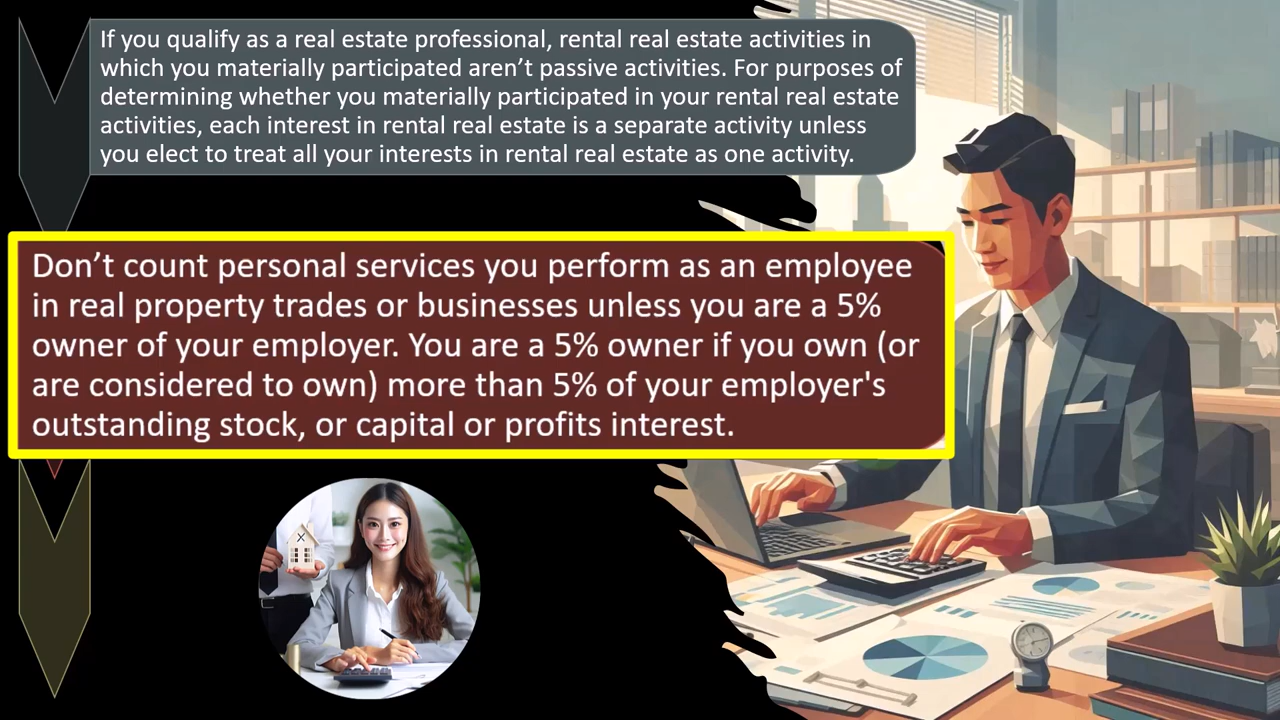 If you qualify as a real estate professional, rental real estate activities in
which you materially participated aren’t passive activities. For purposes of
determining whether you materially participated in your rental real estate
activities, each interest in rental real estate is a separate activity unless
you elect to treat all your interests in rental real estate as one activity.
Don’t count personal services you perform as an employee
in real property trades or businesses unless you are a 5%
owner of your employer. You are a 5% owner if you own (or
are considered to own) more than 5% of your employer's
outstanding stock, or capital or profits interest.